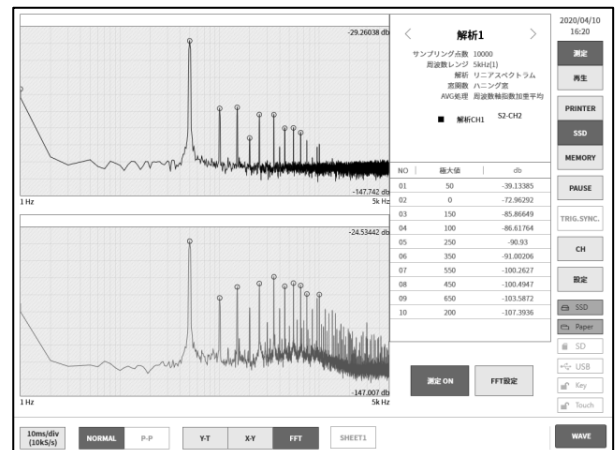 2020/04/10
16:20
-29.26038 db
-147.742 db
1 Hz
5k Hz
-24.53442 db
-147.007 db
1 Hz
5k Hz
解析1
サンプリング点数 10000
周波数レンジ 5kHz(1)
解析 リニアスペクトラム
窓関数 ハニング窓
AVG処理 周波数軸指数加重平均
■ 解析CH1 S2-CH2
NO 極大値 db
01 50 -39.13385
02 0 -72.96292
03 150 -85.86649
04 100 -86.61764
05 250 -90.93
06 350 -91.00206
07 550 -100.2627
08 450 -100.4947
09 650 -103.5872
10 200 -107.3936
測定 ON
FFT設定
測定
再生
PRINTER
SSD
MEMORY
PAUSE
TRIG.SYNC.
CH
設定
SSD
Paper
SD
USB
Key
Touch
10ms/div
(10kS/s)
NORMAL
P-P
Y-T
X-Y
FFT
SHEET1
WAVE